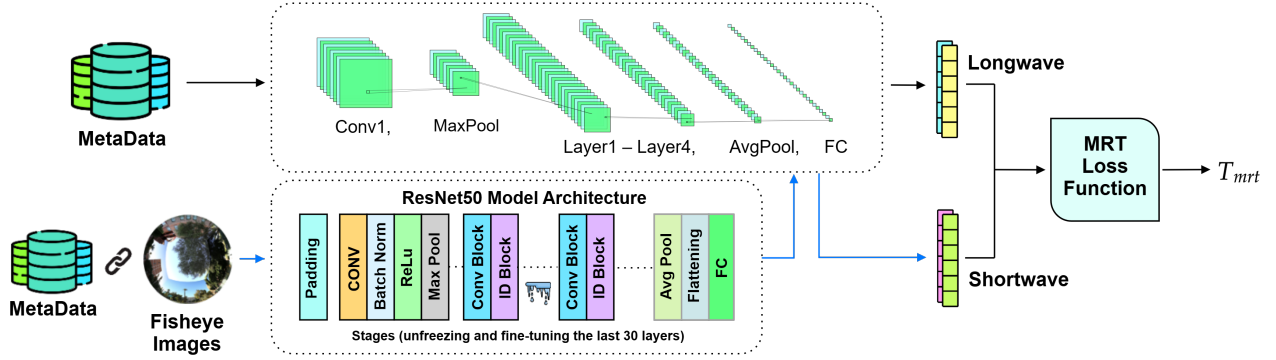 MetaData
Conv1,
MaxPool
Layer1 – Layer4,
AvgPool,
FC
Longwave
MRT
Loss
Function
T_mrt
Shortwave
MetaData
Fisheye
Images
ResNet50 Model Architecture
Padding
CONV
Batch Norm
ReLu
Max Pool
Conv Block
ID Block
Conv Block
ID Block
Avg Pool
Flattening
FC
Stages (unfreezing and fine-tuning the last 30 layers)